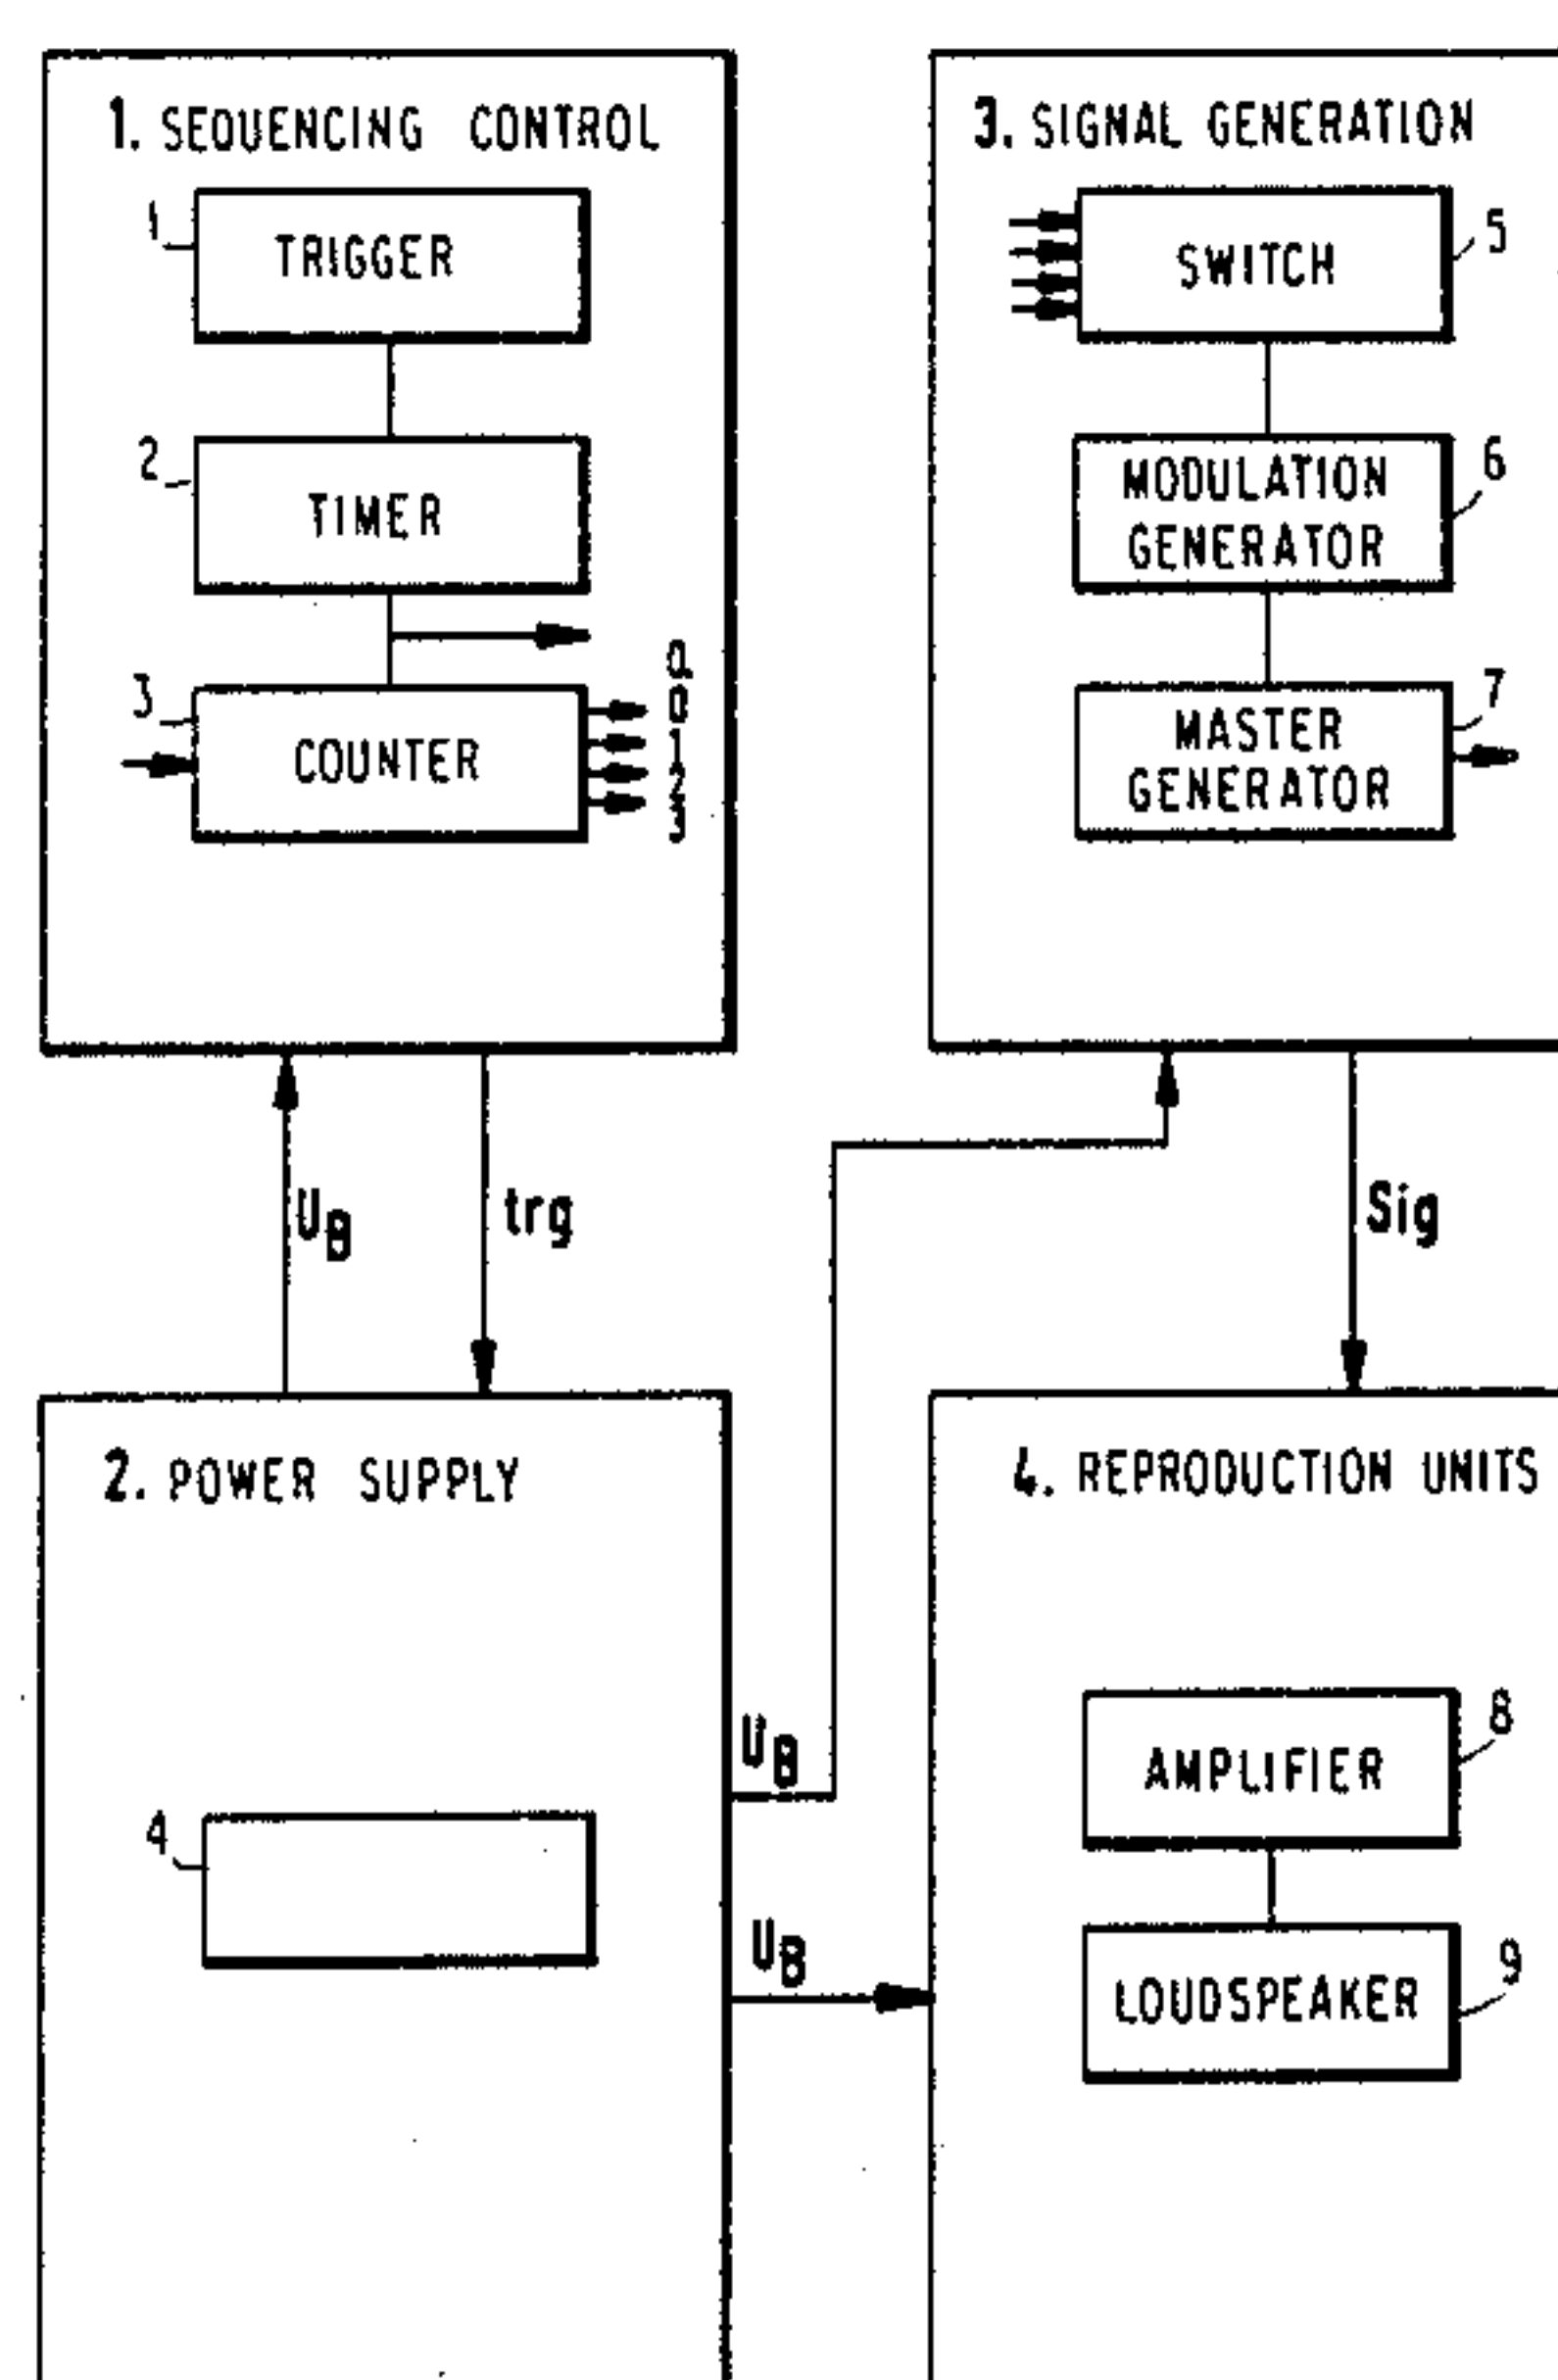 1. SEQUENCING CONTROL
1
TRIGGER
2
TIMER
3
COUNTER
Q
0
1
2
3
3. SIGNAL GENERATION
5
SWITCH
6
MODULATION
GENERATOR
7
MASTER
GENERATOR
UB
trg
Sig
2. POWER SUPPLY
4
UB
UB
4. REPRODUCTION UNITS
8
AMPLIFIER
9
LOUDSPEAKER